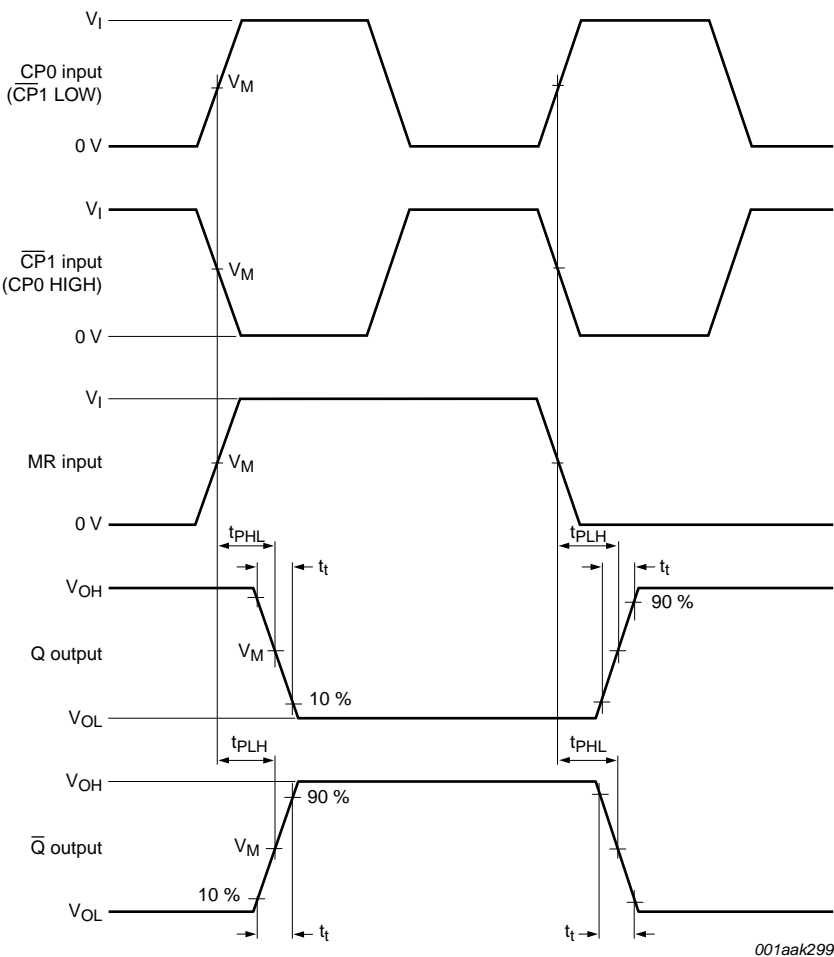 VI
CP0 input
(C̅P̅1 LOW)
VM
0 V
VI
C̅P̅1 input
(CP0 HIGH)
VM
0 V
VI
MR input
VM
0 V
tPHL
tPLH
tt
tt
VOH
90 %
Q output
VM
10 %
VOL
tPLH
tPHL
VOH
90 %
Q̅ output
VM
10 %
VOL
tt
tt
001aak299